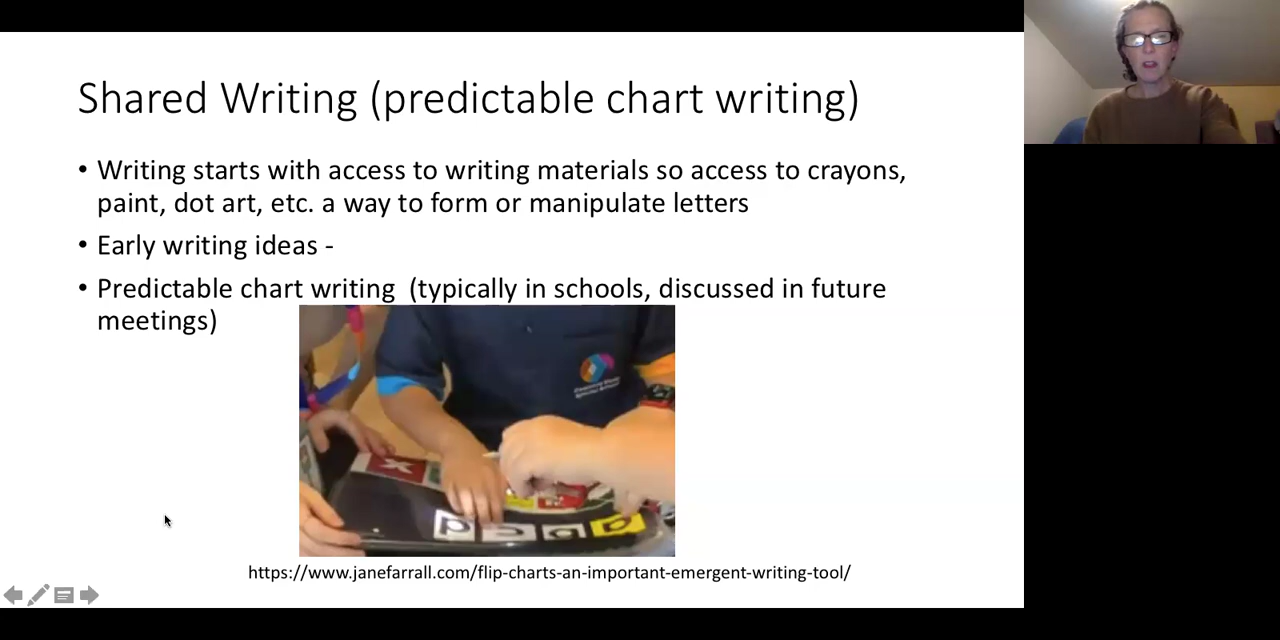 Shared Writing (predictable chart writing)
• Writing starts with access to writing materials so access to crayons,
paint, dot art, etc. a way to form or manipulate letters
• Early writing ideas -
• Predictable chart writing (typically in schools, discussed in future
meetings)
x
https://www.janefarrall.com/flip-charts-an-important-emergent-writing-tool/